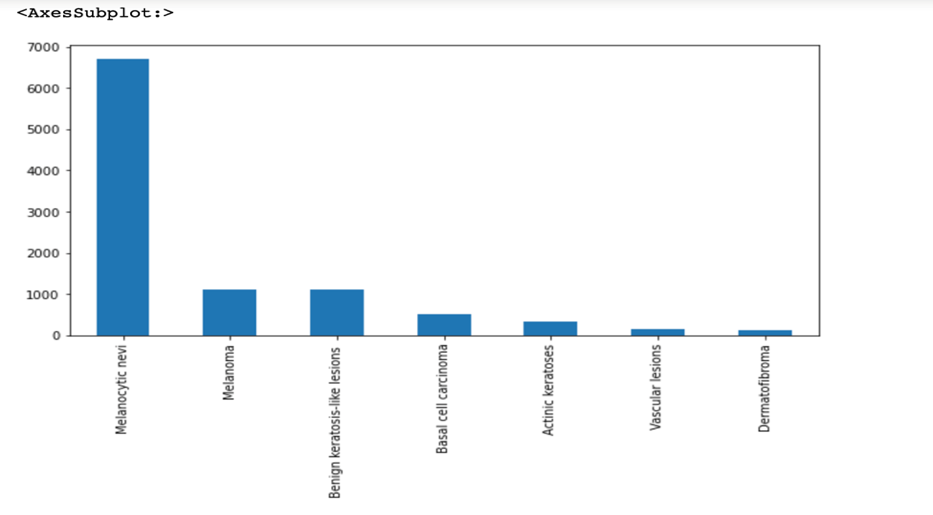 <AxesSubplot:>
7000
6000
5000
4000
3000
2000
1000
0
Melanocytic nevi
Melanoma
Benign keratosis-like lesions
Basal cell carcinoma
Actinic keratoses
Vascular lesions
Dermatofibroma